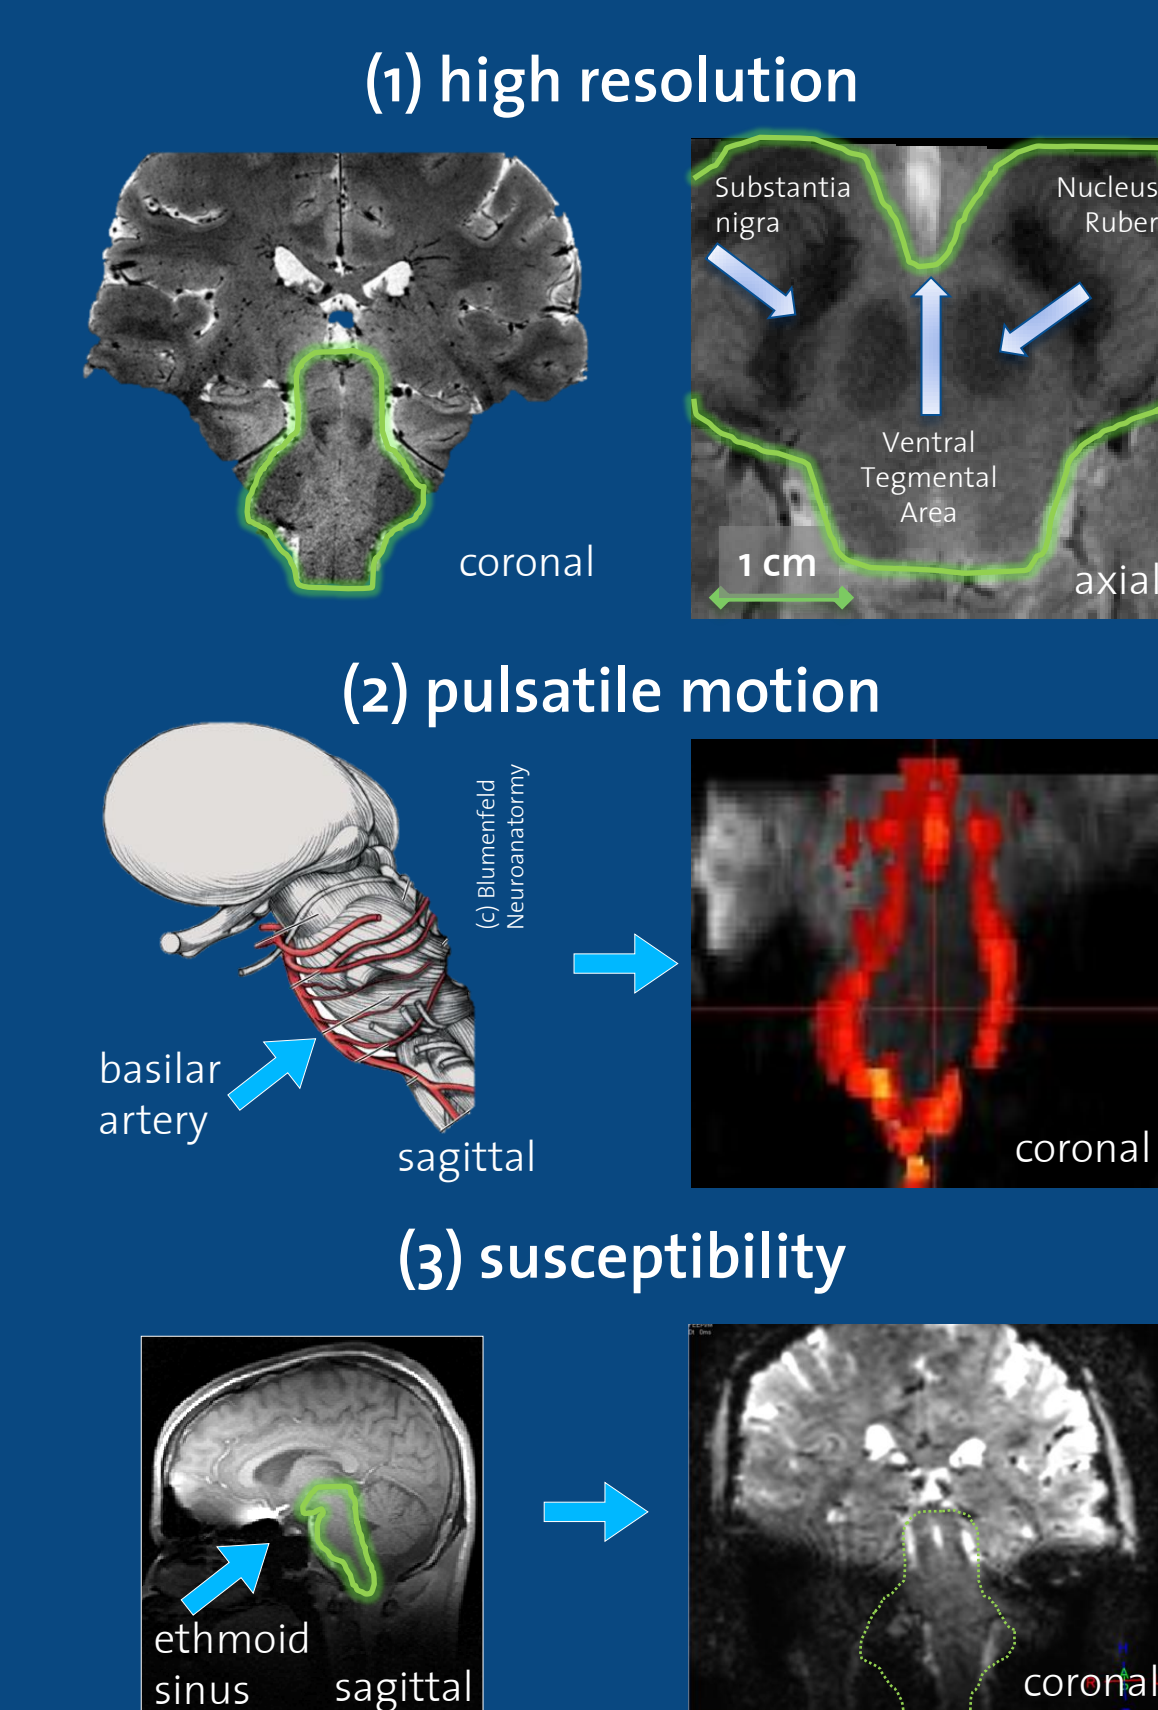 (1) high resolution
Substantia
nigra
Nucleus
Ruber
Ventral
Tegmental
Area
1 cm
coronal
axial
(2) pulsatile motion
(c) Blumenfeld
Neuroanatormy
basilar
artery
sagittal
coronal
(3) susceptibility
ethmoid
sinus
sagittal
coronal